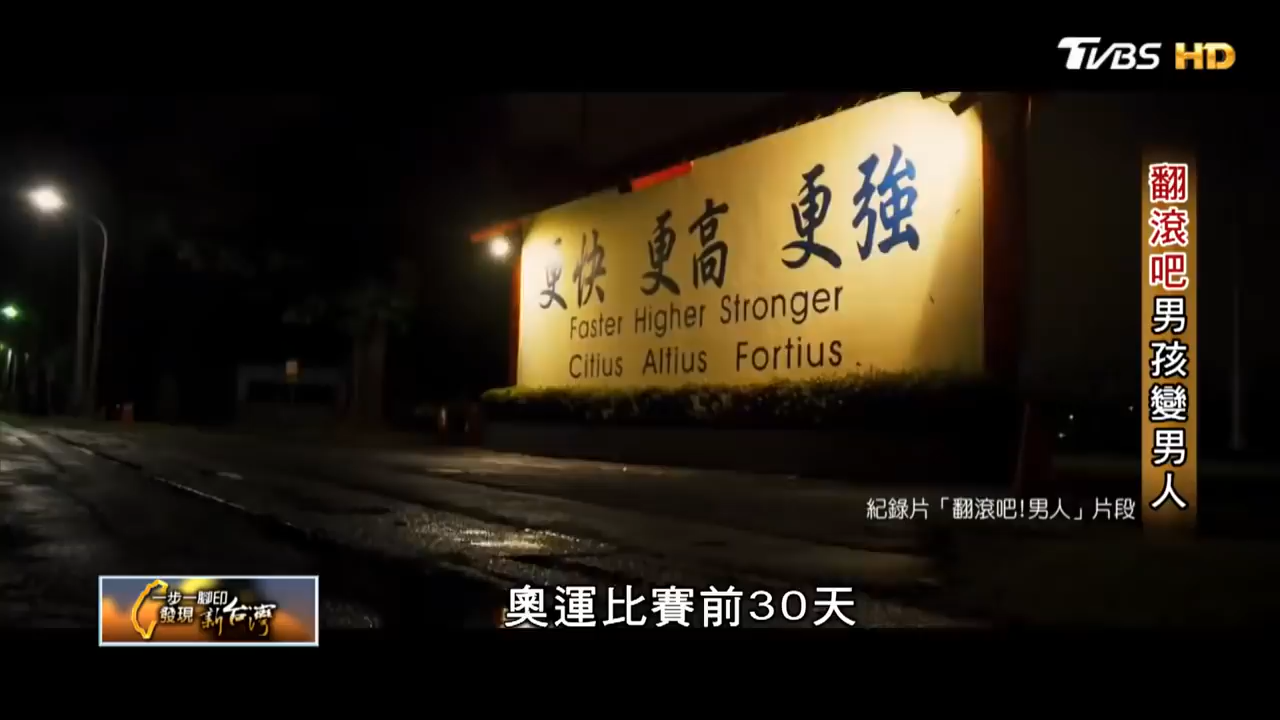 TVBS HD
更快 更高 更強
Faster Higher Stronger
Citius Altius Fortius
翻滾吧男孩變男人
紀錄片「翻滾吧!男人」片段
一步一腳印
發現新台灣
奧運比賽前30天